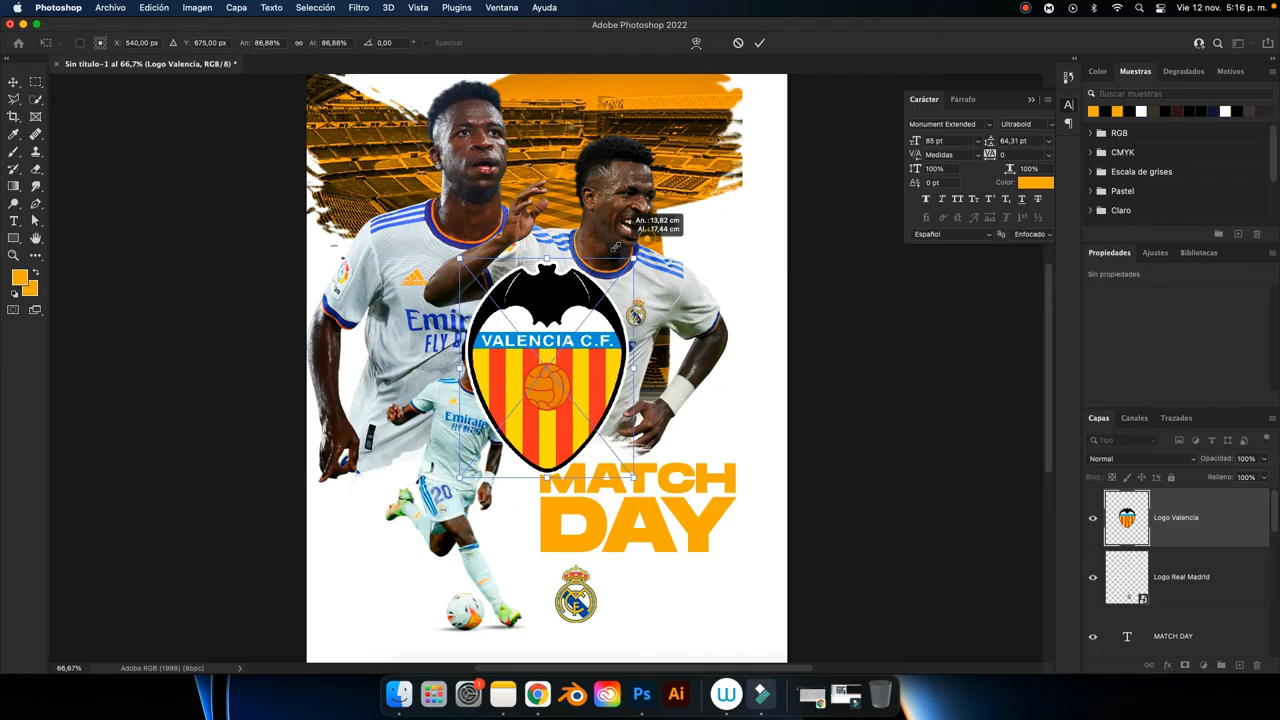 Photoshop Archivo Edición Imagen Capa Texto Selección Filtro 3D Vista Plugins Ventana Ayuda Vie 12 nov. 5:16 p. m.
Adobe Photoshop 2022
X: 540,00 px Y: 675,00 px An: 86,88% Al: 86,88% 0,00 ° Suavizar
Sin título-1 al 66,7% (Logo Valencia, RGB/8) *
Color Muestras Degradados Motivos
Buscar muestras
RGB
CMYK
Escala de grises
Pastel
Claro
Carácter Párrafo
Monument Extended Ultrabold
85 pt 64,31 pt
Medidas 0
100% 100%
0 pt Color:
Español Enfocado
An.: 13,82 cm
Al.: 17,44 cm
VALENCIA C.F.
20
MATCH
DAY
Propiedades Ajustes Bibliotecas
Sin propiedades
Capas Canales Trazados
Tipo
Normal Opacidad: 100%
Bloq.: Relleno: 100%
Logo Valencia
Logo Real Madrid
T MATCH DAY
66,67% Adobe RGB (1998) (8bpc)
1
Ps Ai